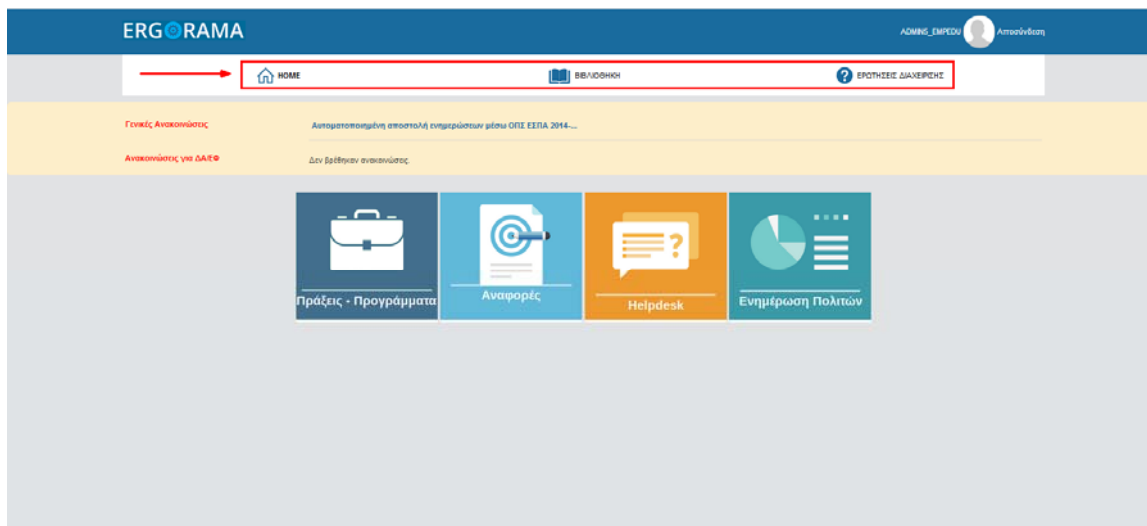 ERGORAMA
ADMINS_EMPEDU Αποσύνδεση
HOME ΒΙΒΛΙΟΘΗΚΗ ΕΡΩΤΗΣΕΙΣ ΔΙΑΧΕΙΡΙΣΗΣ
Γενικές Ανακοινώσεις Αυτοματοποιημένη αποστολή ενημερώσεων μέσω ΟΠΣ ΕΣΠΑ 2014-...
Ανακοινώσεις για ΔΑ/ΕΦ Δεν βρέθηκαν ανακοινώσεις.
Πράξεις - Προγράμματα Αναφορές Helpdesk Ενημέρωση Πολιτών